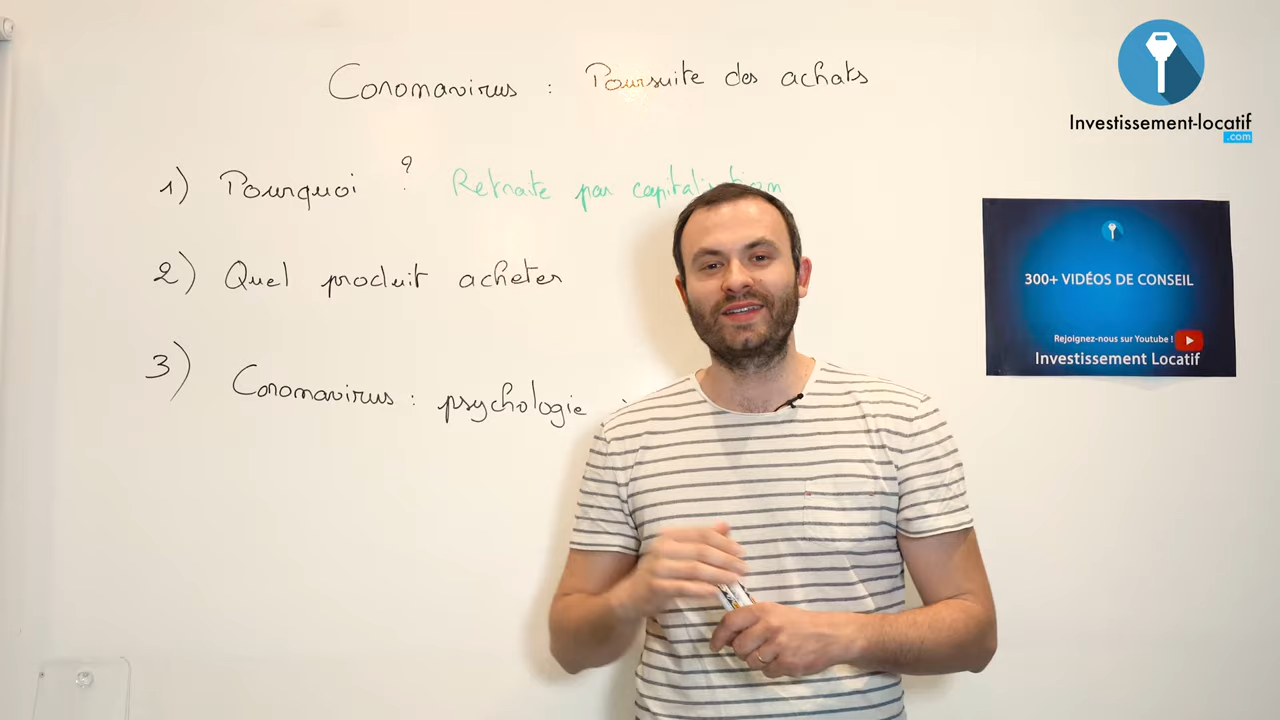 Coronavirus : Poursuite des achats
Investissement-locatif
.com
1) Pourquoi ? Retraite par capitalisation
2) Quel produit acheter
3) Coronavirus : psychologie
300+ VIDÉOS DE CONSEIL
Rejoignez-nous sur Youtube !
Investissement Locatif